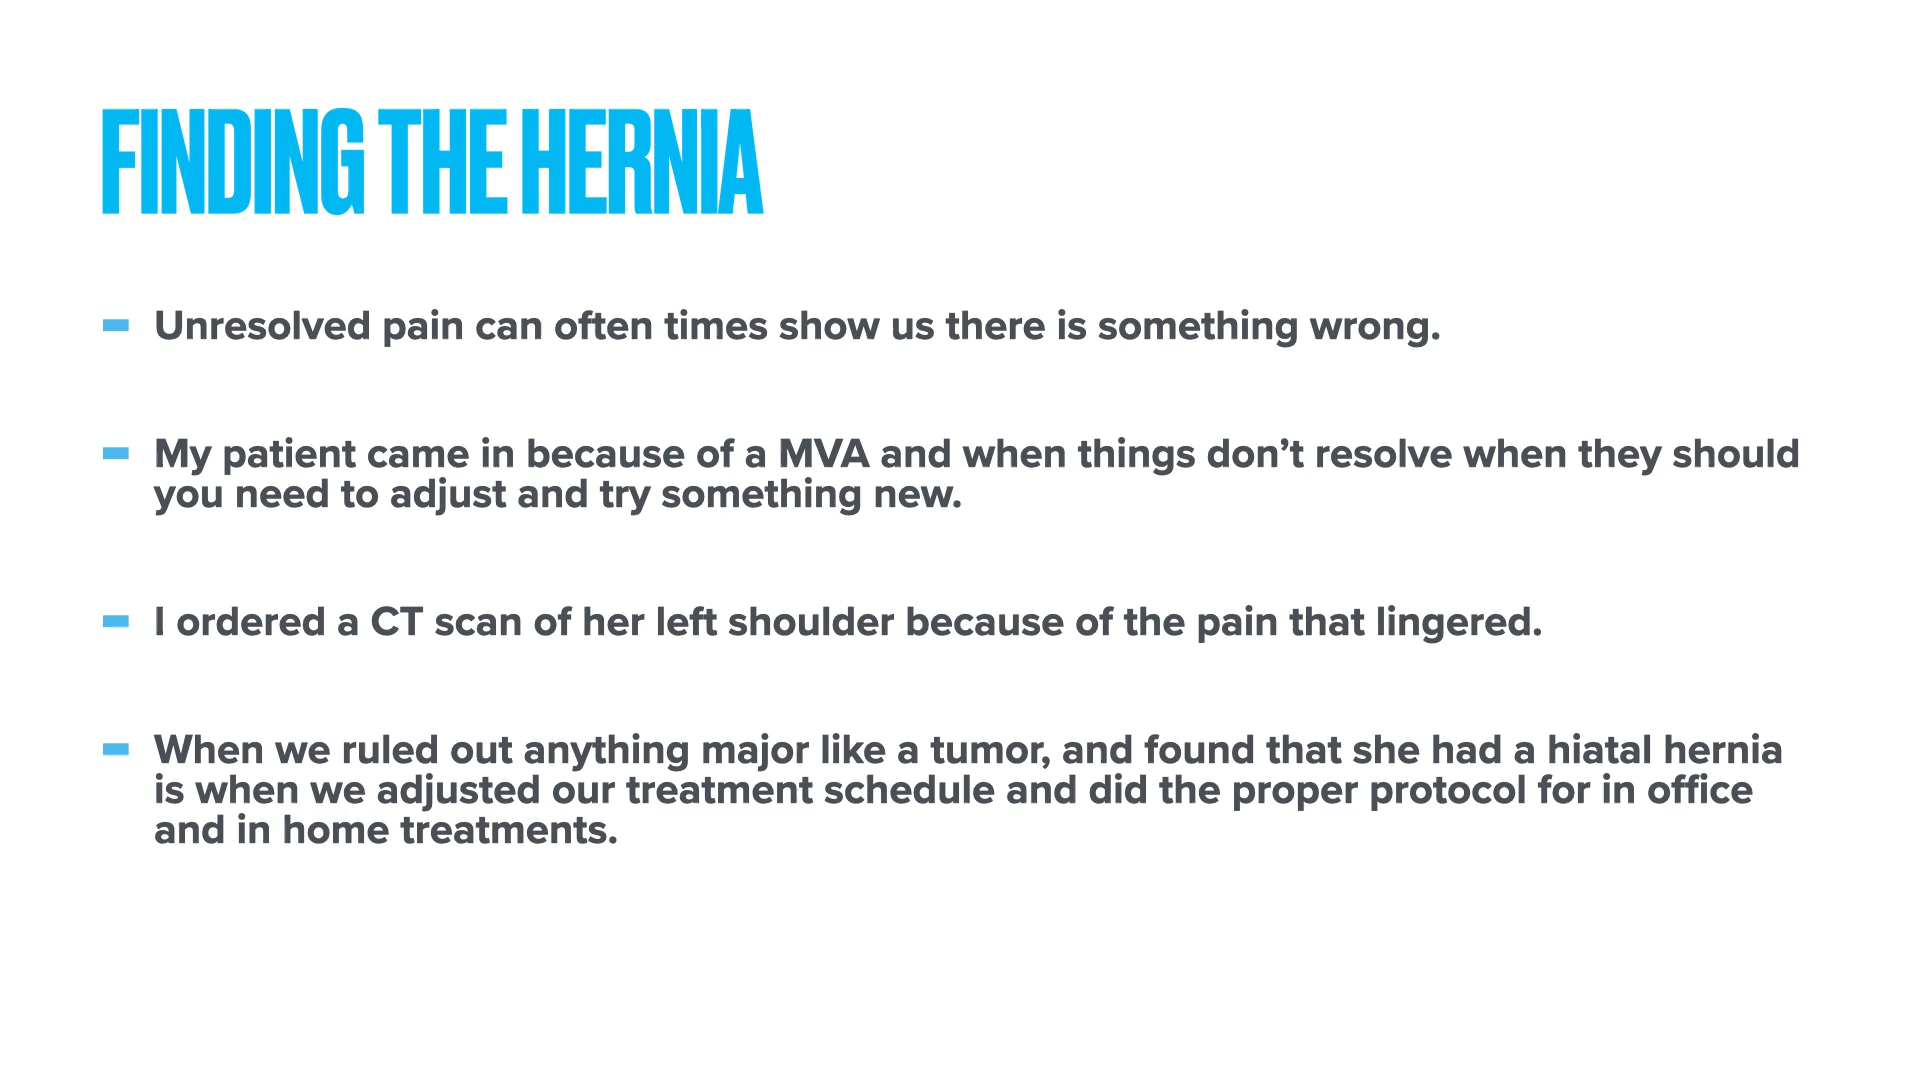 FINDING THE HERNIA
Unresolved pain can often times show us there is something wrong.
My patient came in because of a MVA and when things don’t resolve when they should
you need to adjust and try something new.
I ordered a CT scan of her left shoulder because of the pain that lingered.
When we ruled out anything major like a tumor, and found that she had a hiatal hernia
is when we adjusted our treatment schedule and did the proper protocol for in office
and in home treatments.